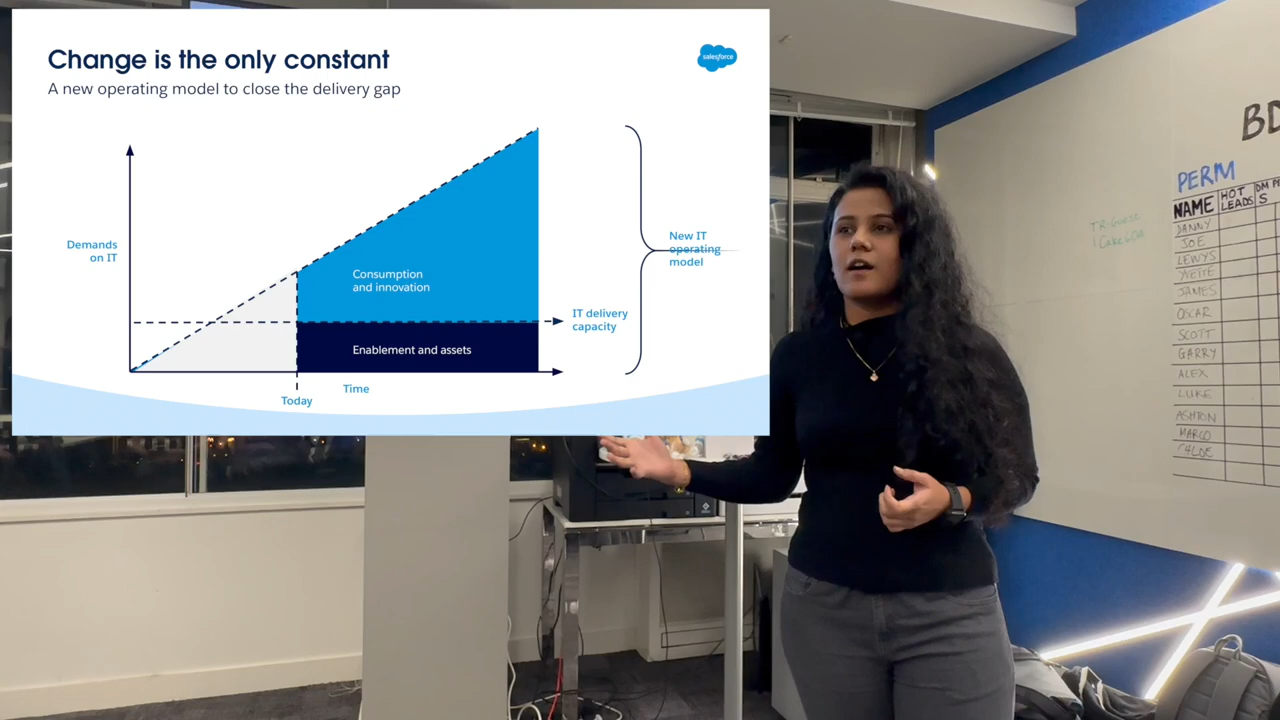 Change is the only constant
A new operating model to close the delivery gap
salesforce
Demands
on IT
Consumption
and innovation
Enablement and assets
IT delivery
capacity
New IT
operating
model
Time
Today
BD
PERM
NAME HOT LEADS DM
S
DANNY
JOE
LEWYS
YVETTE
JAMES
OSCAR
SCOTT
GARRY
ALEX
LUKE
ASHTON
MARCO
CHLOE